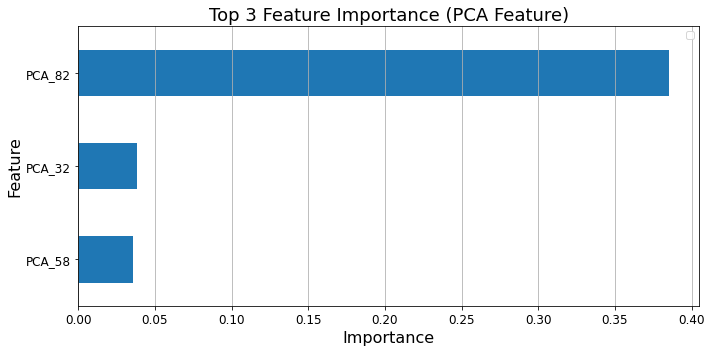 Top 3 Feature Importance (PCA Feature)
PCA_82
PCA_32
PCA_58
Feature
0.00 0.05 0.10 0.15 0.20 0.25 0.30 0.35 0.40
Importance